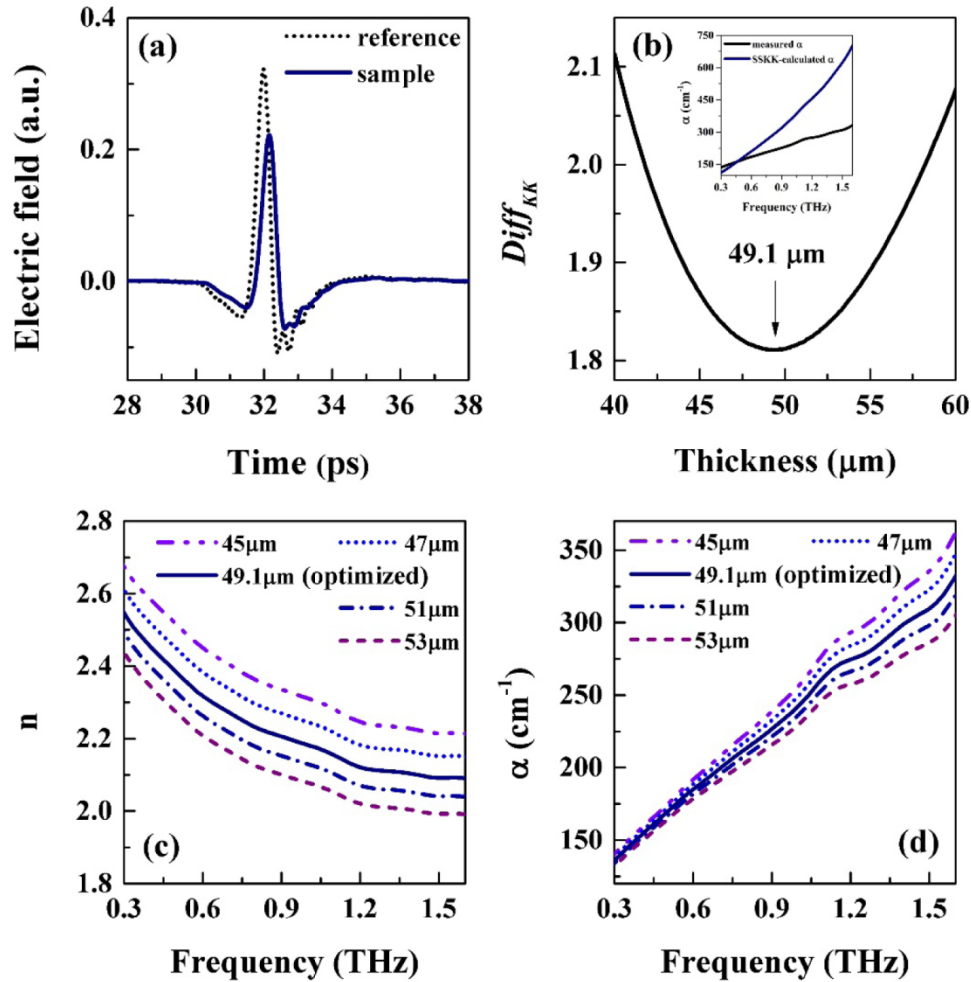 (a)
reference
sample
0.4
0.2
0.0
Electric field (a.u.)
28 30 32 34 36 38
Time (ps)
(b)
measured α
SSKK-calculated α
750
600
450
300
150
α (cm⁻¹)
0.3 0.6 0.9 1.2 1.5
Frequency (THz)
2.1
2.0
1.9
1.8
Diff_KK
49.1 μm
40 45 50 55 60
Thickness (μm)
2.8
2.6
2.4
2.2
2.0
1.8
n
45μm
47μm
49.1μm (optimized)
51μm
53μm
(c)
0.3 0.6 0.9 1.2 1.5
Frequency (THz)
350
300
250
200
150
α (cm⁻¹)
45μm
47μm
49.1μm (optimized)
51μm
53μm
(d)
0.3 0.6 0.9 1.2 1.5
Frequency (THz)